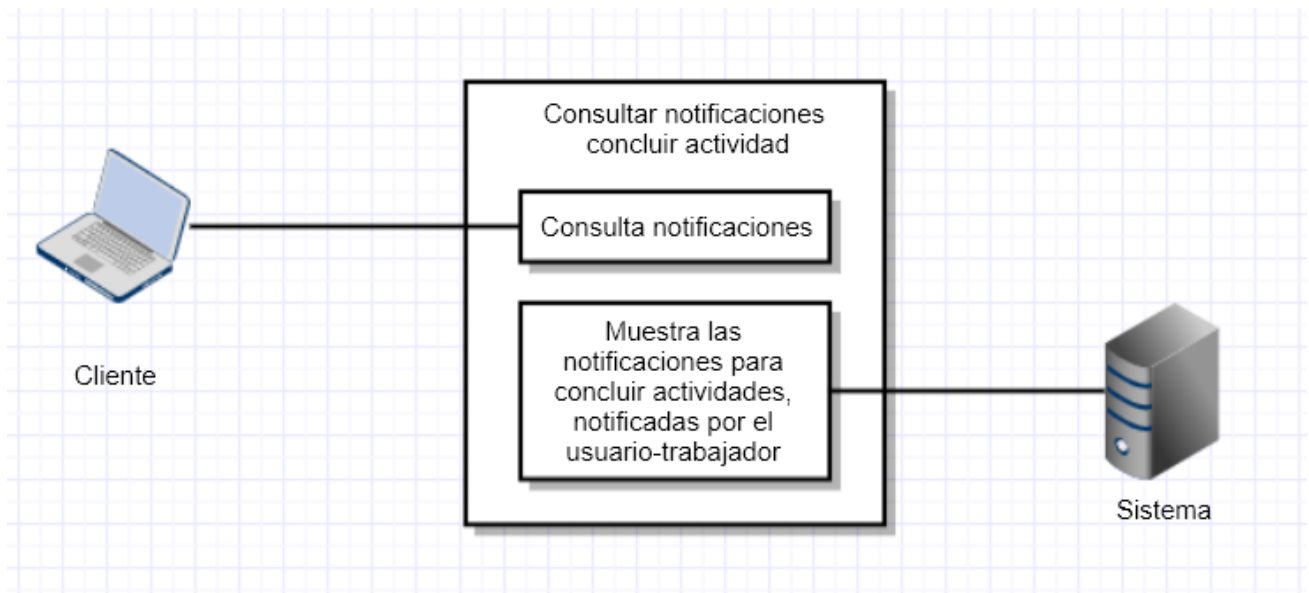 Consultar notificaciones
concluir actividad
Consulta notificaciones
Muestra las
notificaciones para
concluir actividades,
notificadas por el
usuario-trabajador
Cliente
Sistema